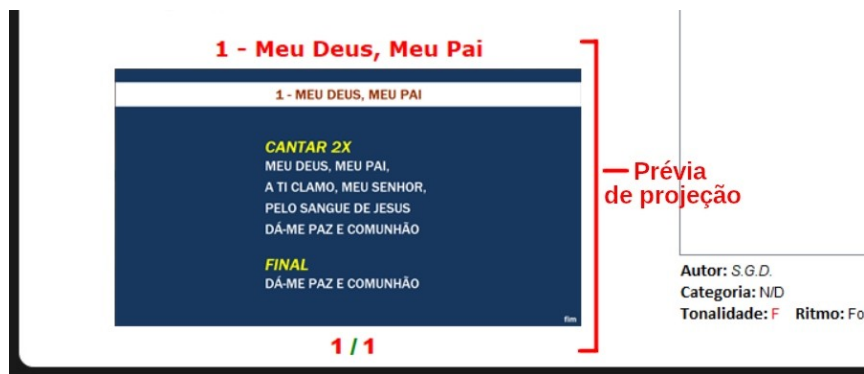 1 - Meu Deus, Meu Pai
1 - MEU DEUS, MEU PAI
CANTAR 2X
MEU DEUS, MEU PAI,
A TI CLAMO, MEU SENHOR,
PELO SANGUE DE JESUS
DÁ-ME PAZ E COMUNHÃO
FINAL
DÁ-ME PAZ E COMUNHÃO
fim
1 / 1
Prévia
de projeção
Autor: S.G.D.
Categoria: N/D
Tonalidade: F Ritmo: Fo